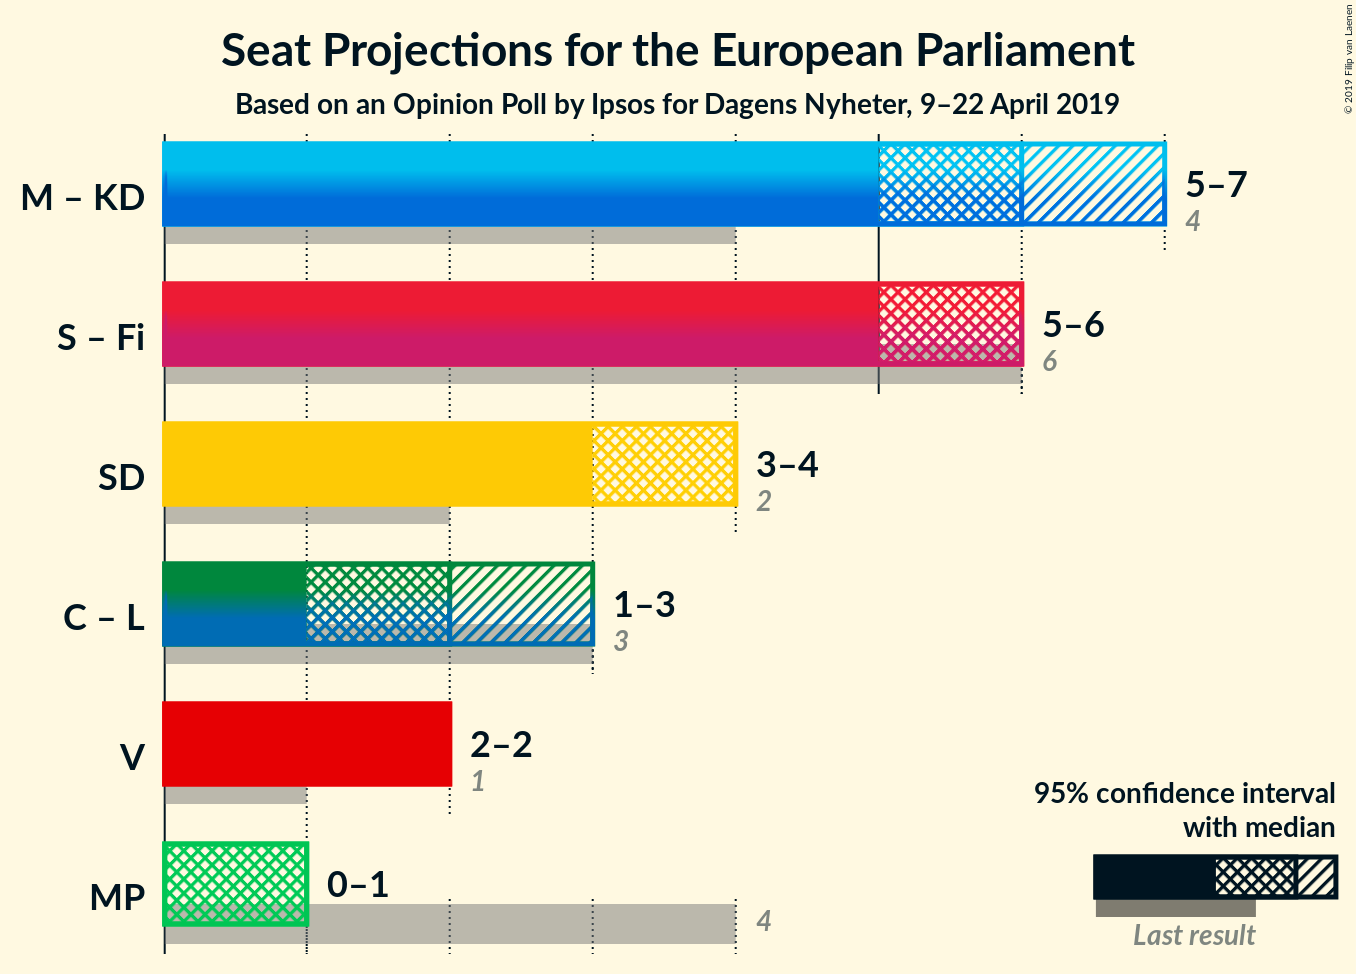 Seat Projections for the European Parliament
Based on an Opinion Poll by Ipsos for Dagens Nyheter, 9–22 April 2019
© 2019 Filip van Laenen
M – KD
5–7
4
S – Fi
5–6
6
SD
3–4
2
C – L
1–3
3
V
2–2
1
MP
0–1
4
95% confidence interval
with median
Last result